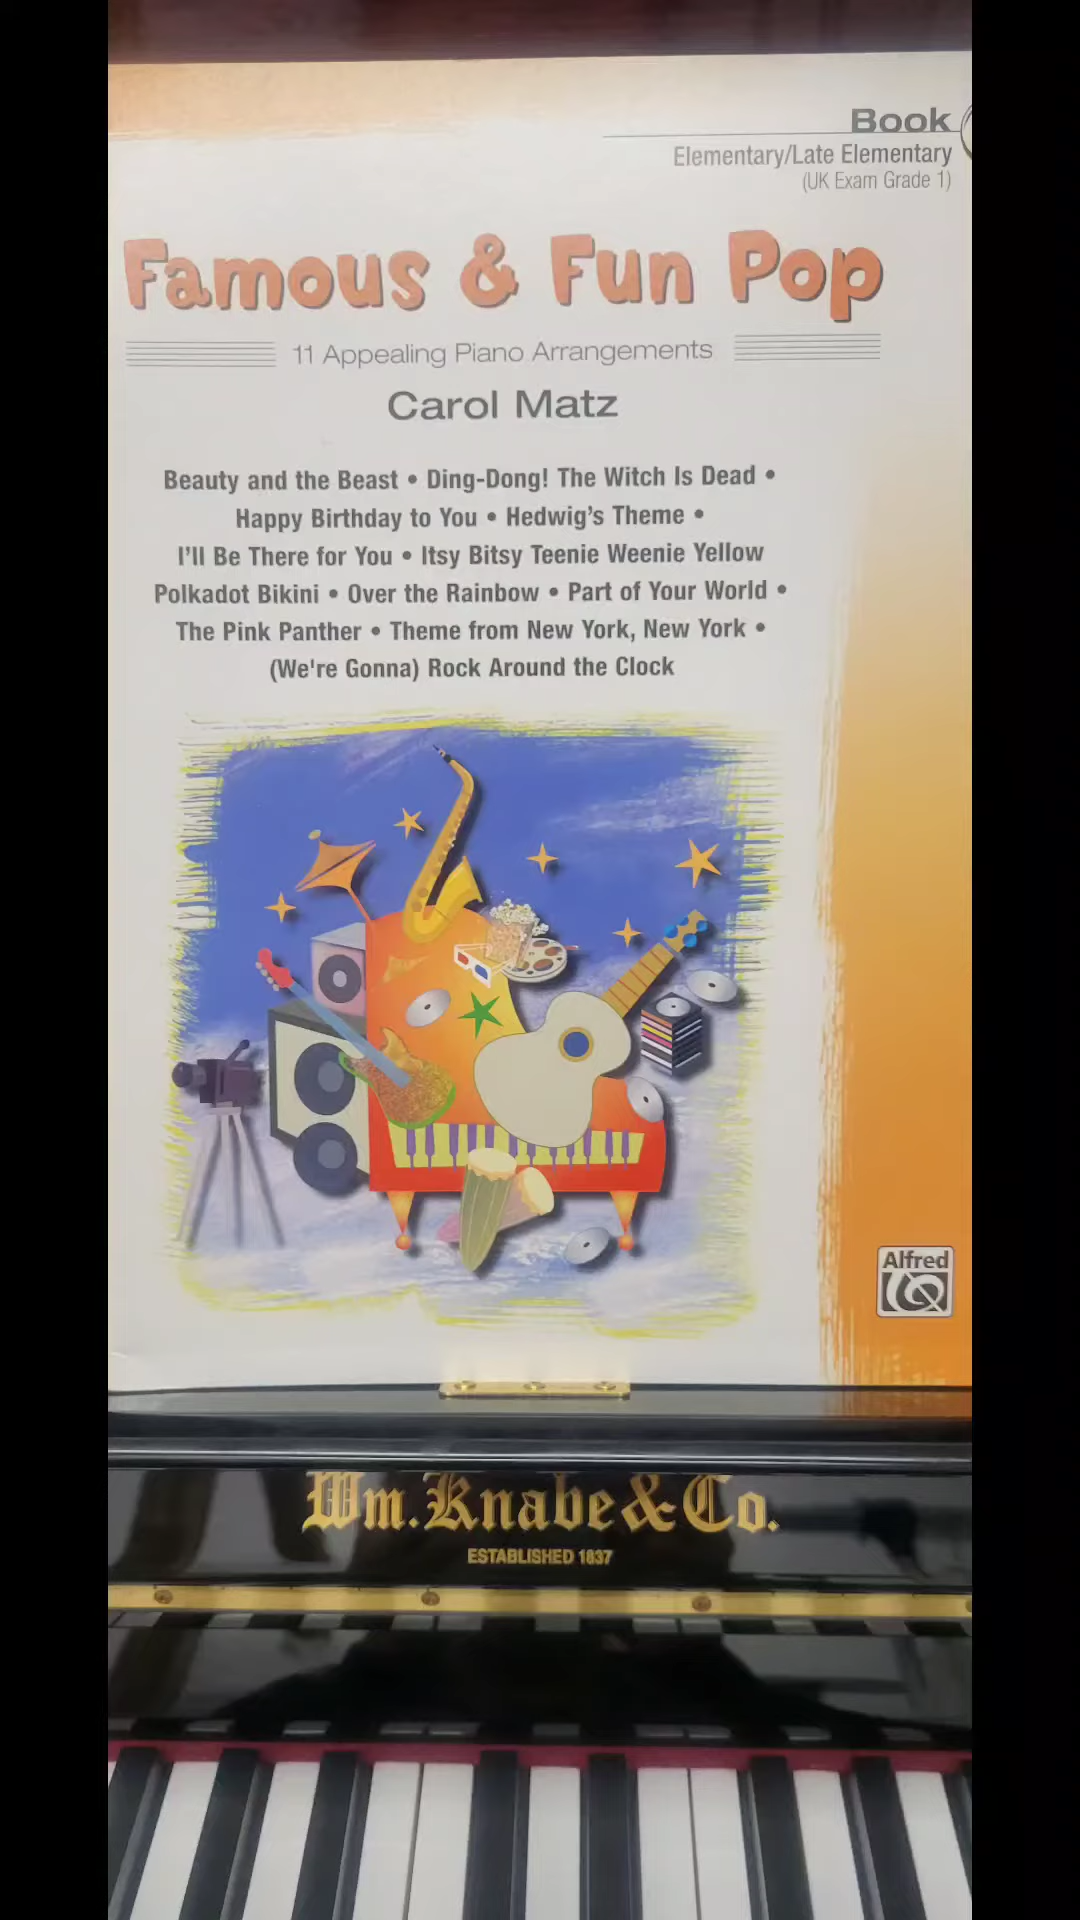 Book
Elementary/Late Elementary
(UK Exam Grade 1)
Famous & Fun Pop
11 Appealing Piano Arrangements
Carol Matz
Beauty and the Beast • Ding-Dong! The Witch Is Dead •
Happy Birthday to You • Hedwig's Theme •
I'll Be There for You • Itsy Bitsy Teenie Weenie Yellow
Polkadot Bikini • Over the Rainbow • Part of Your World •
The Pink Panther • Theme from New York, New York •
(We're Gonna) Rock Around the Clock
Alfred
Wm. Knabe & Co.
ESTABLISHED 1837